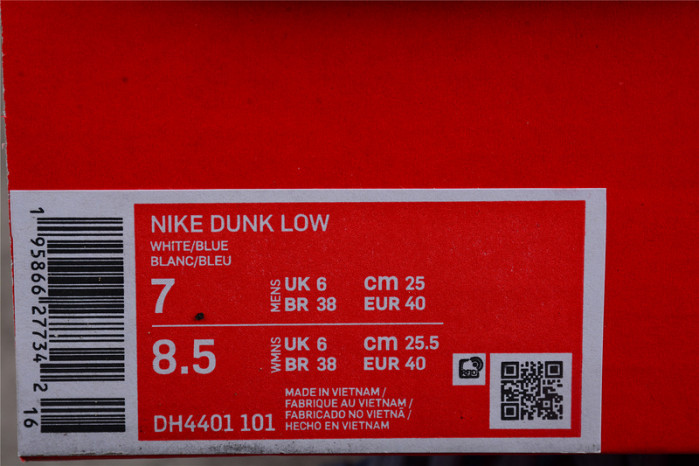 NIKE DUNK LOW
WHITE/BLUE
BLANC/BLEU
7
MENS
UK 6 cm 25
BR 38 EUR 40
8.5
WMNS
UK 6 cm 25.5
BR 38 EUR 40
MADE IN VIETNAM /
FABRIQUE AU VIETNAM /
FABRICADO NO VIETNÃ /
HECHO EN VIETNAM
DH4401 101
1 95866 27734 2
16